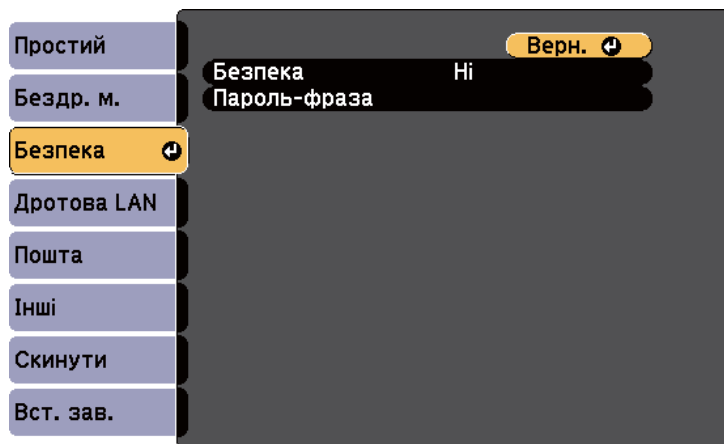 Простий
Бездр. м.
Безпека
Дротова LAN
Пошта
Інші
Скинути
Вст. зав.
Верн.
Безпека Ні
Пароль-фраза